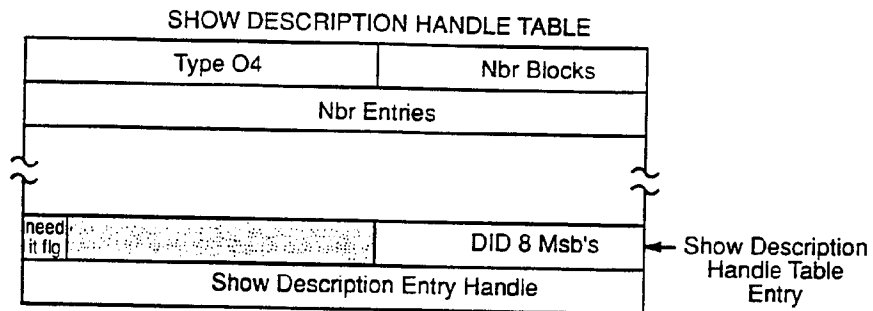 SHOW DESCRIPTION HANDLE TABLE
Type O4 Nbr Blocks
Nbr Entries
need it flg DID 8 Msb's
Show Description Entry Handle
Show Description
Handle Table
Entry